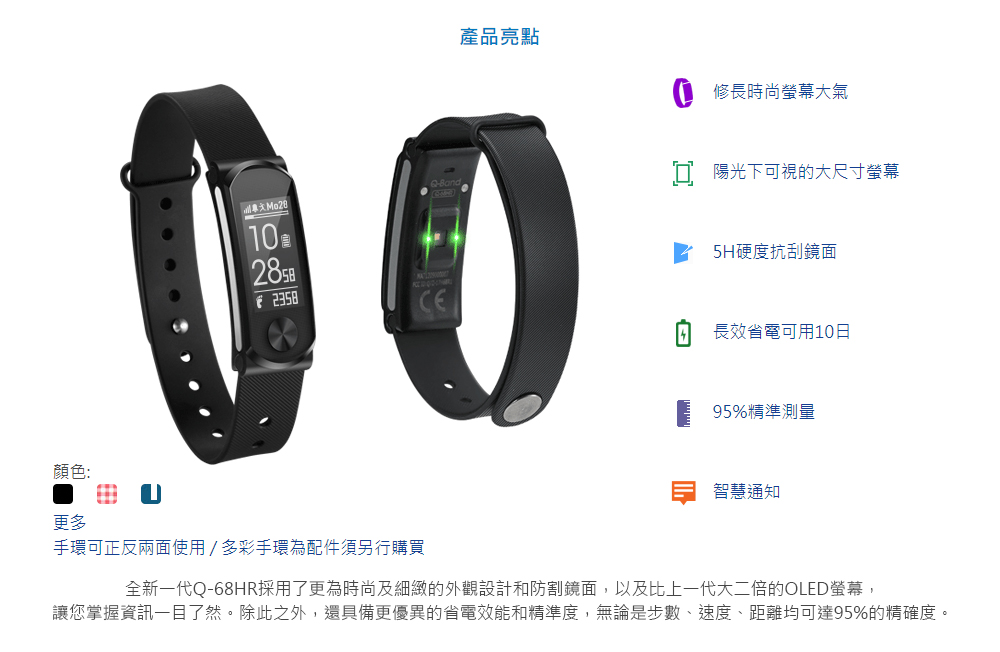 產品亮點
修長時尚螢幕大氣
陽光下可視的大尺寸螢幕
5H硬度抗刮鏡面
長效省電可用10日
95%精準測量
智慧通知
Mo28
10
2858
2358
Q-Band
CE
顏色:
更多
手環可正反兩面使用 / 多彩手環為配件須另行購買
全新一代Q-68HR採用了更為時尚及細緻的外觀設計和防割鏡面，以及比上一代大二倍的OLED螢幕，
讓您掌握資訊一目了然。除此之外，還具備更優異的省電效能和精準度，無論是步數、速度、距離均可達95%的精確度。